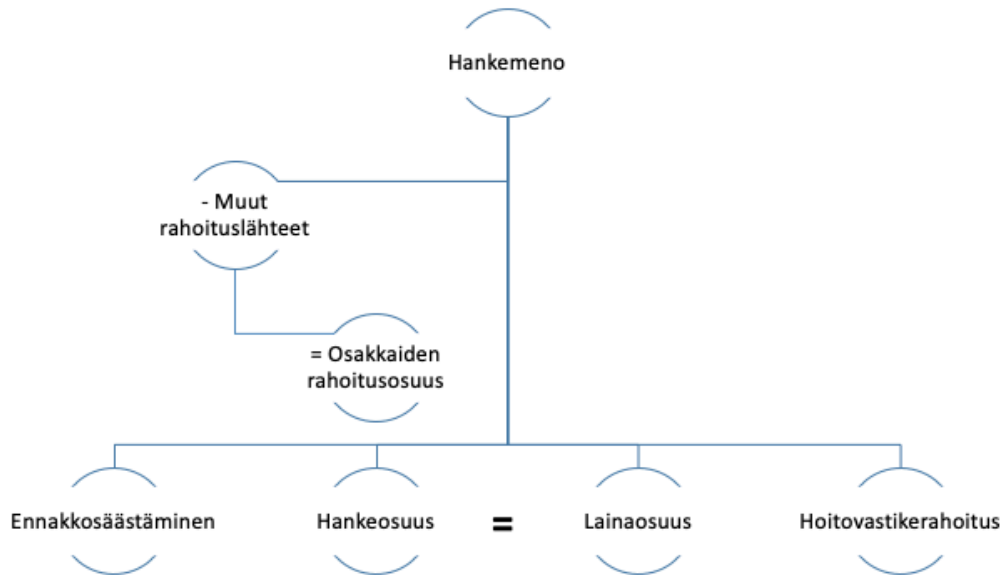 Hankemeno
- Muut
rahoituslähteet
= Osakkaiden
rahoitusosuus
Ennakkosäästäminen
Hankeosuus
=
Lainaosuus
Hoitovastikerahoitus